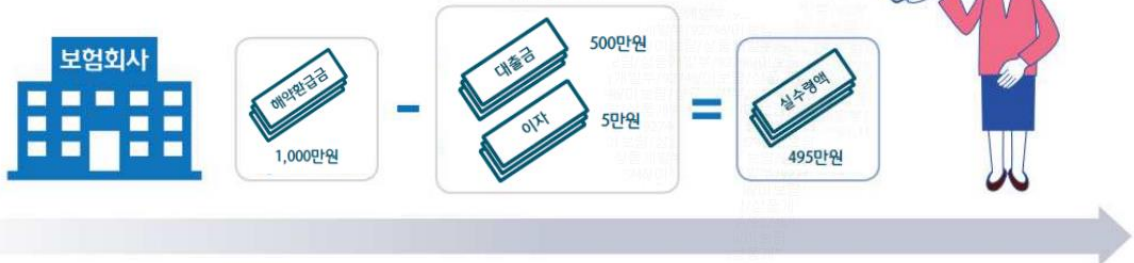 보험회사
해약환급금
1,000만원
-
대출금
500만원
이자
5만원
=
실수령액
495만원